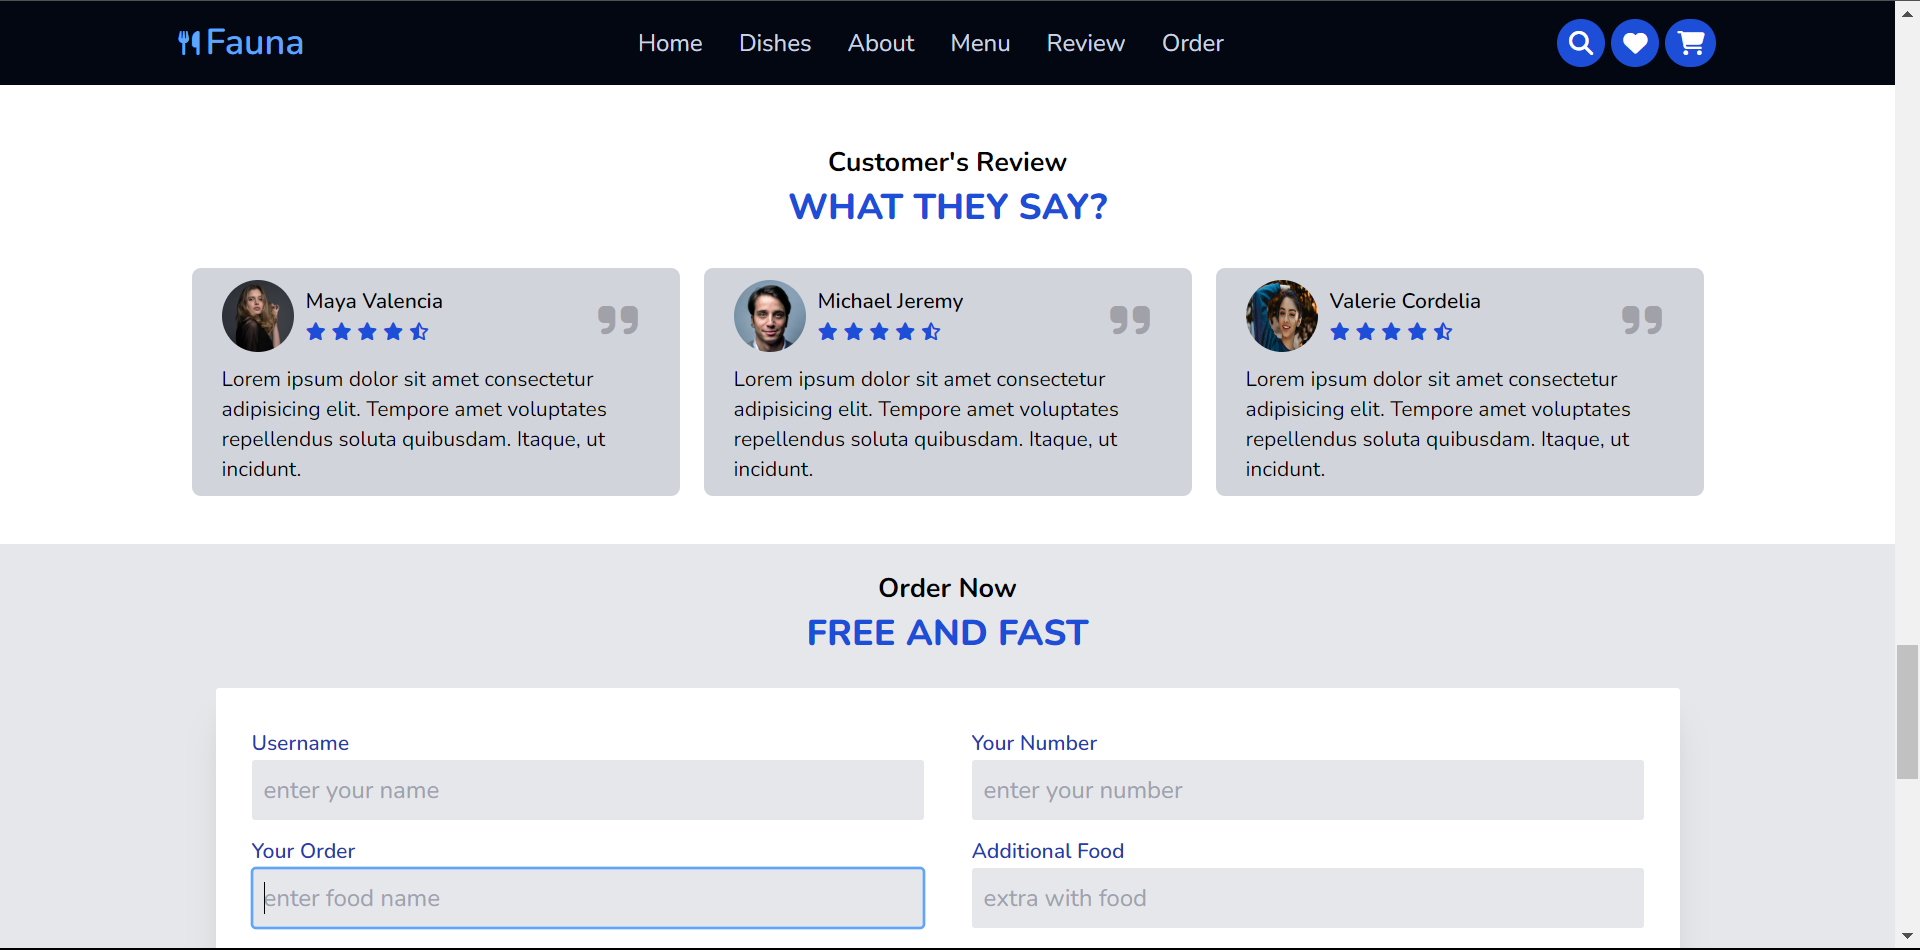 Fauna
Home Dishes About Menu Review Order
Customer's Review
WHAT THEY SAY?
Maya Valencia
Lorem ipsum dolor sit amet consectetur
adipisicing elit. Tempore amet voluptates
repellendus soluta quibusdam. Itaque, ut
incidunt.
Michael Jeremy
Lorem ipsum dolor sit amet consectetur
adipisicing elit. Tempore amet voluptates
repellendus soluta quibusdam. Itaque, ut
incidunt.
Valerie Cordelia
Lorem ipsum dolor sit amet consectetur
adipisicing elit. Tempore amet voluptates
repellendus soluta quibusdam. Itaque, ut
incidunt.
Order Now
FREE AND FAST
Username
enter your name
Your Number
enter your number
Your Order
enter food name
Additional Food
extra with food